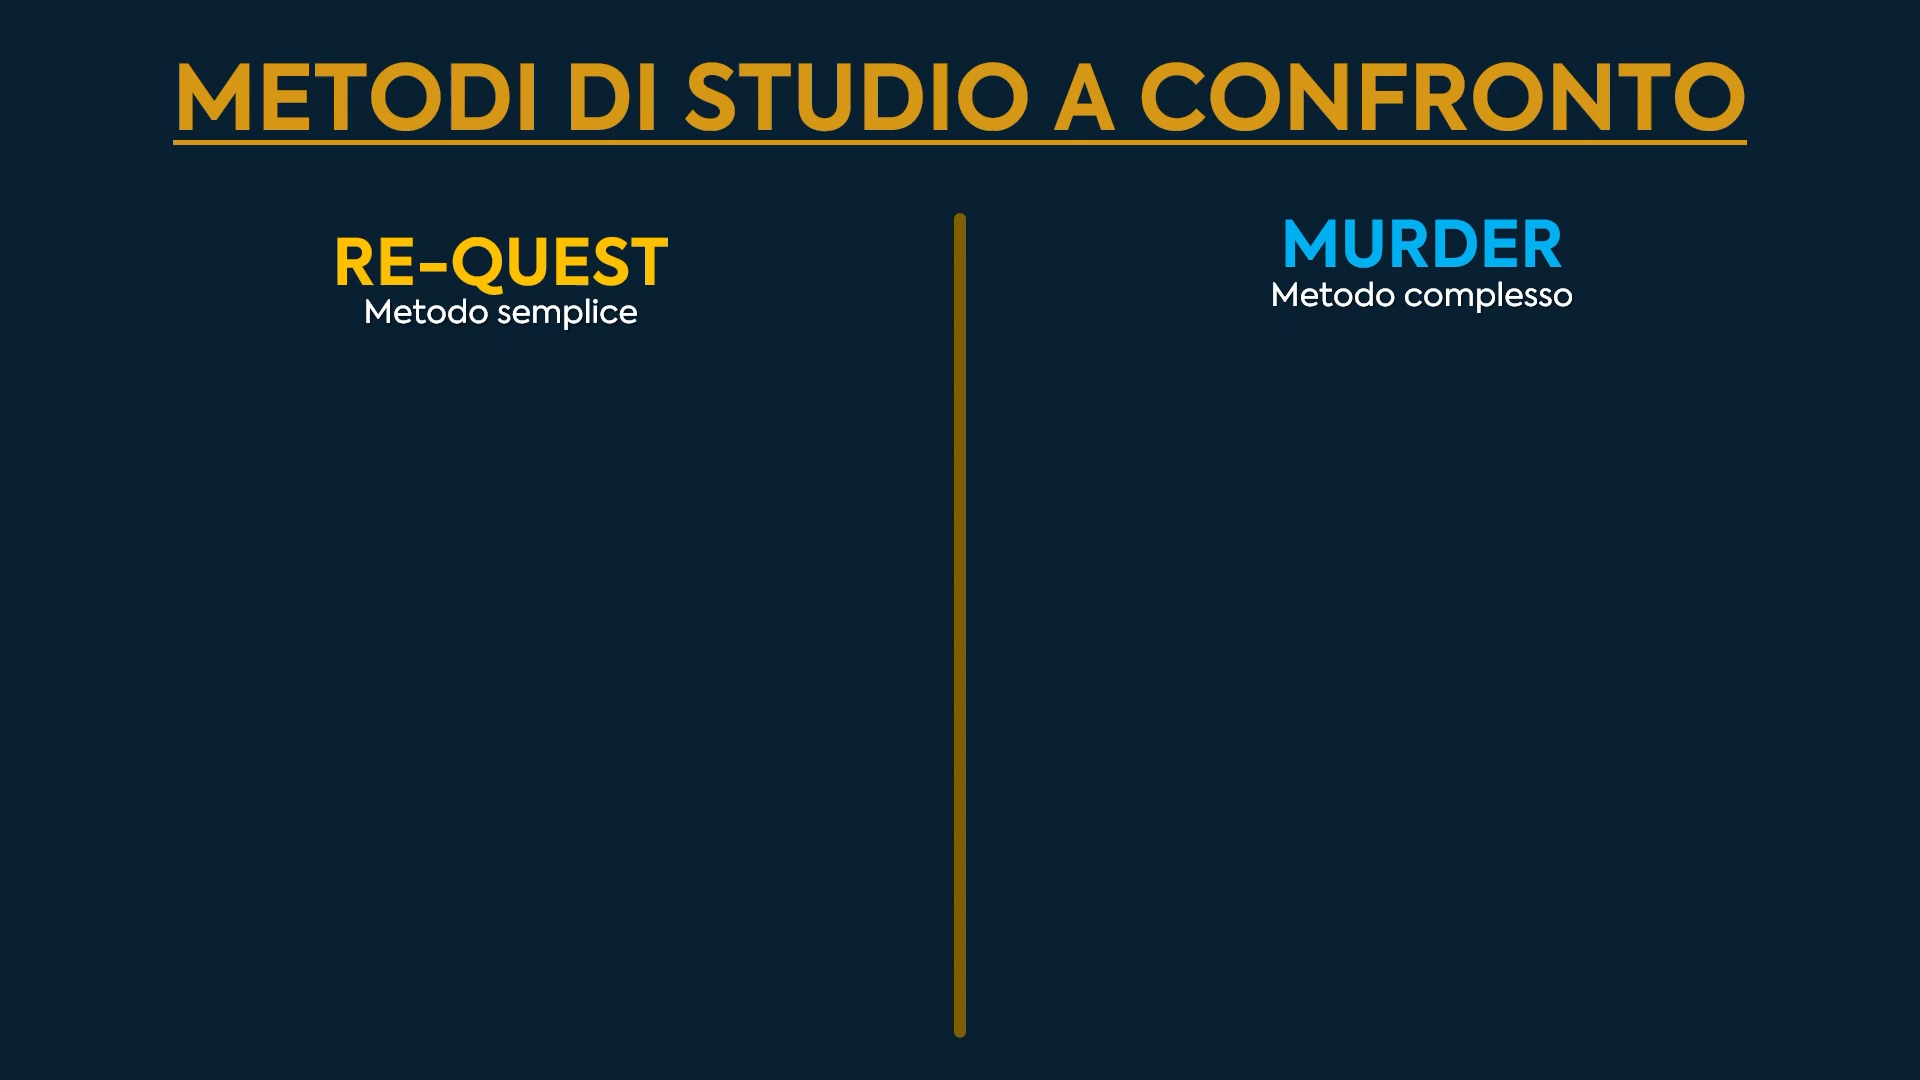 METODI DI STUDIO A CONFRONTO
RE-QUEST
Metodo semplice
MURDER
Metodo complesso